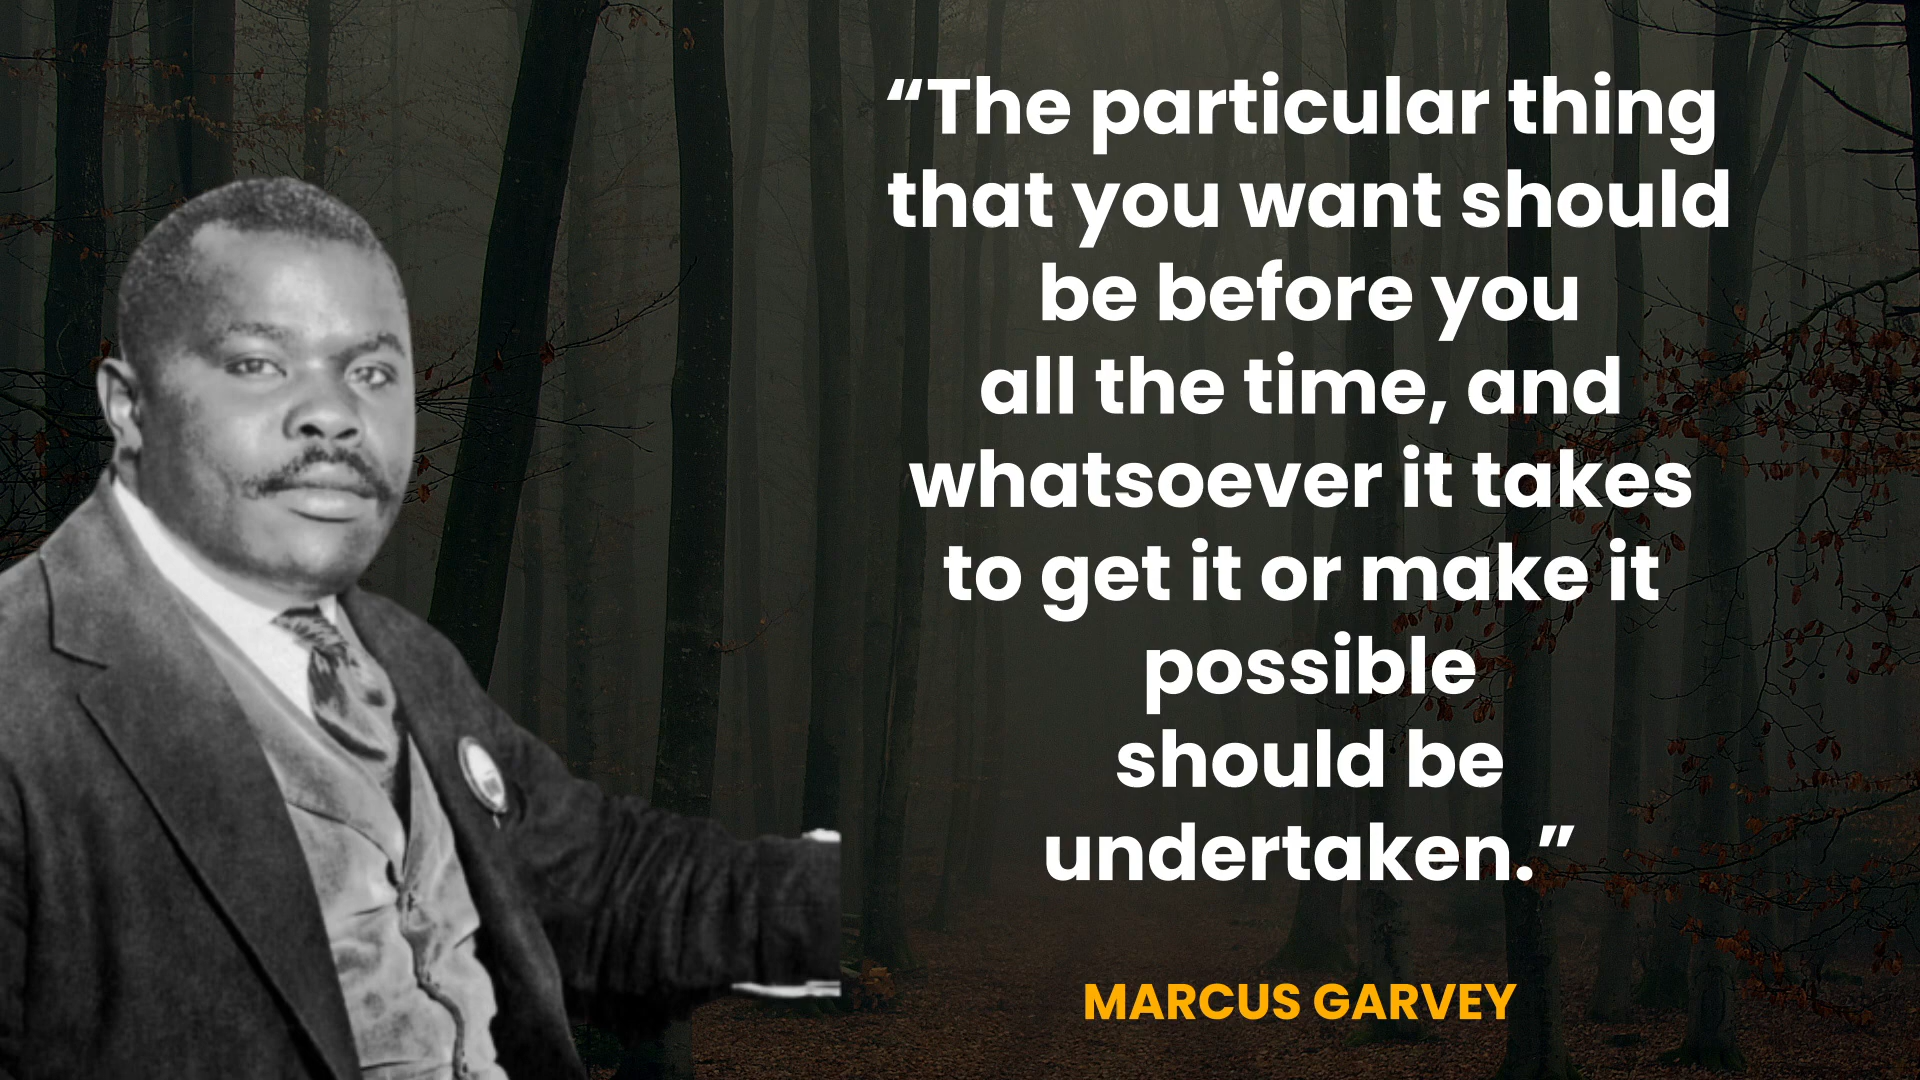 “The particular thing
that you want should
be before you
all the time, and
whatsoever it takes
to get it or make it
possible
should be
undertaken.”
MARCUS GARVEY